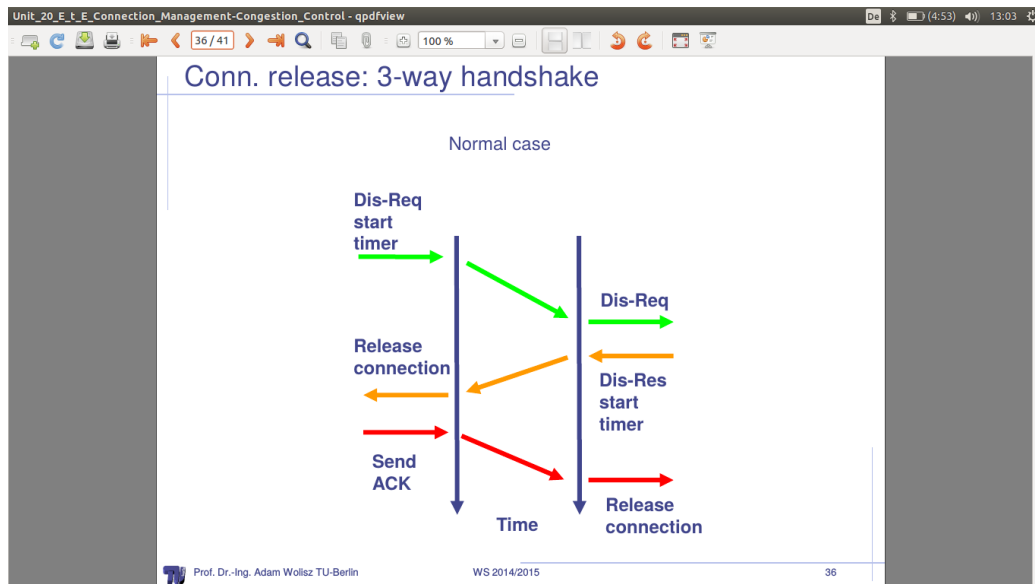 Unit_20_E_t_E_Connection_Management-Congestion_Control - qpdfview
De
(4:53)
13:03
36/41
100 %
Conn. release: 3-way handshake
Normal case
Dis-Req
start
timer
Dis-Req
Release
connection
Dis-Res
start
timer
Send
ACK
Release
connection
Time
Prof. Dr.-Ing. Adam Wolisz TU-Berlin
WS 2014/2015
36